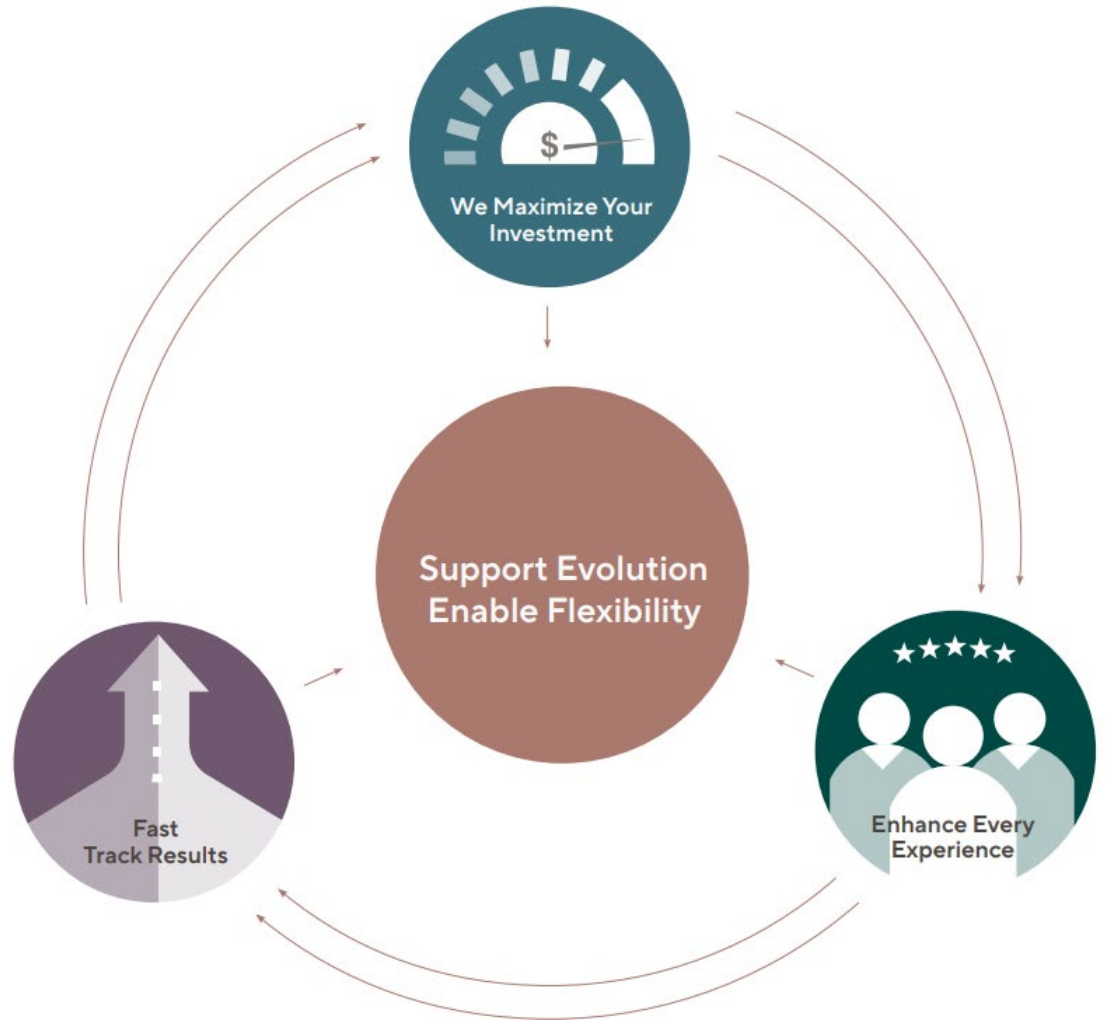 $
We Maximize Your
Investment
Support Evolution
Enable Flexibility
Fast
Track Results
Enhance Every
Experience